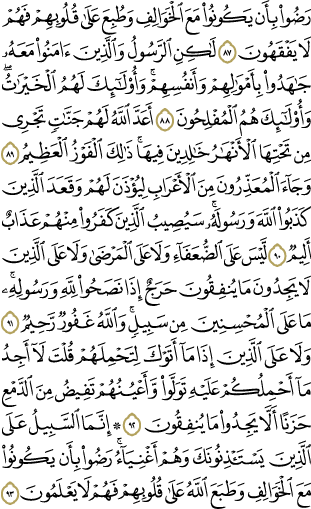 رَضُوا۟ بِأَن يَكُونُوا۟ مَعَ ٱلْخَوَالِفِ وَطُبِعَ عَلَىٰ قُلُوبِهِمْ فَهُمْ
لَا يَفْقَهُونَ ٨٧ لَٰكِنِ ٱلرَّسُولُ وَٱلَّذِينَ ءَامَنُوا۟ مَعَهُۥ
جَٰهَدُوا۟ بِأَمْوَٰلِهِمْ وَأَنفُسِهِمْ ۚ وَأُو۟لَٰٓئِكَ لَهُمُ ٱلْخَيْرَٰتُ ۖ
وَأُو۟لَٰٓئِكَ هُمُ ٱلْمُفْلِحُونَ ٨٨ أَعَدَّ ٱللَّهُ لَهُمْ جَنَّٰتٍ تَجْرِى
مِن تَحْتِهَا ٱلْأَنْهَٰرُ خَٰلِدِينَ فِيهَا ۚ ذَٰلِكَ ٱلْفَوْزُ ٱلْعَظِيمُ ٨٩
وَجَآءَ ٱلْمُعَذِّرُونَ مِنَ ٱلْأَعْرَابِ لِيُؤْذَنَ لَهُمْ وَقَعَدَ ٱلَّذِينَ
كَذَبُوا۟ ٱللَّهَ وَرَسُولَهُۥ ۚ سَيُصِيبُ ٱلَّذِينَ كَفَرُوا۟ مِنْهُمْ عَذَابٌ
أَلِيمٌ ٩٠ لَّيْسَ عَلَى ٱلضُّعَفَآءِ وَلَا عَلَى ٱلْمَرْضَىٰ وَلَا عَلَى ٱلَّذِينَ
لَا يَجِدُونَ مَا يُنفِقُونَ حَرَجٌ إِذَا نَصَحُوا۟ لِلَّهِ وَرَسُولِهِۦ ۚ
مَا عَلَى ٱلْمُحْسِنِينَ مِن سَبِيلٍ ۚ وَٱللَّهُ غَفُورٌ رَّحِيمٌ ٩١
وَلَا عَلَى ٱلَّذِينَ إِذَا مَآ أَتَوْكَ لِتَحْمِلَهُمْ قُلْتَ لَآ أَجِدُ
مَآ أَحْمِلُكُمْ عَلَيْهِ تَوَلَّوا۟ وَّأَعْيُنُهُمْ تَفِيضُ مِنَ ٱلدَّمْعِ
حَزَنًا أَلَّا يَجِدُوا۟ مَا يُنفِقُونَ ٩٢ ۞ إِنَّمَا ٱلسَّبِيلُ عَلَى
ٱلَّذِينَ يَسْتَـْٔذِنُونَكَ وَهُمْ أَغْنِيَآءُ ۚ رَضُوا۟ بِأَن يَكُونُوا۟
مَعَ ٱلْخَوَالِفِ وَطَبَعَ ٱللَّهُ عَلَىٰ قُلُوبِهِمْ فَهُمْ لَا يَعْلَمُونَ ٩٣